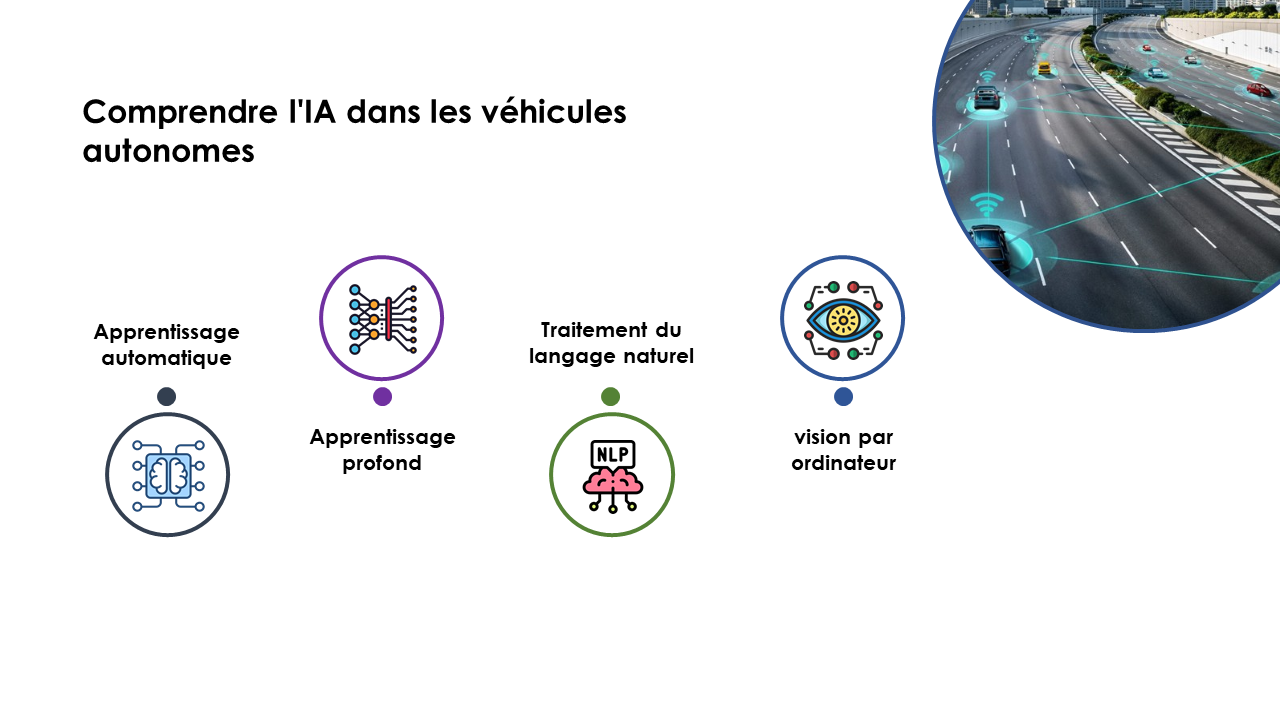 Comprendre l'IA dans les véhicules
autonomes
Apprentissage
automatique
Apprentissage
profond
Traitement du
langage naturel
NLP
vision par
ordinateur